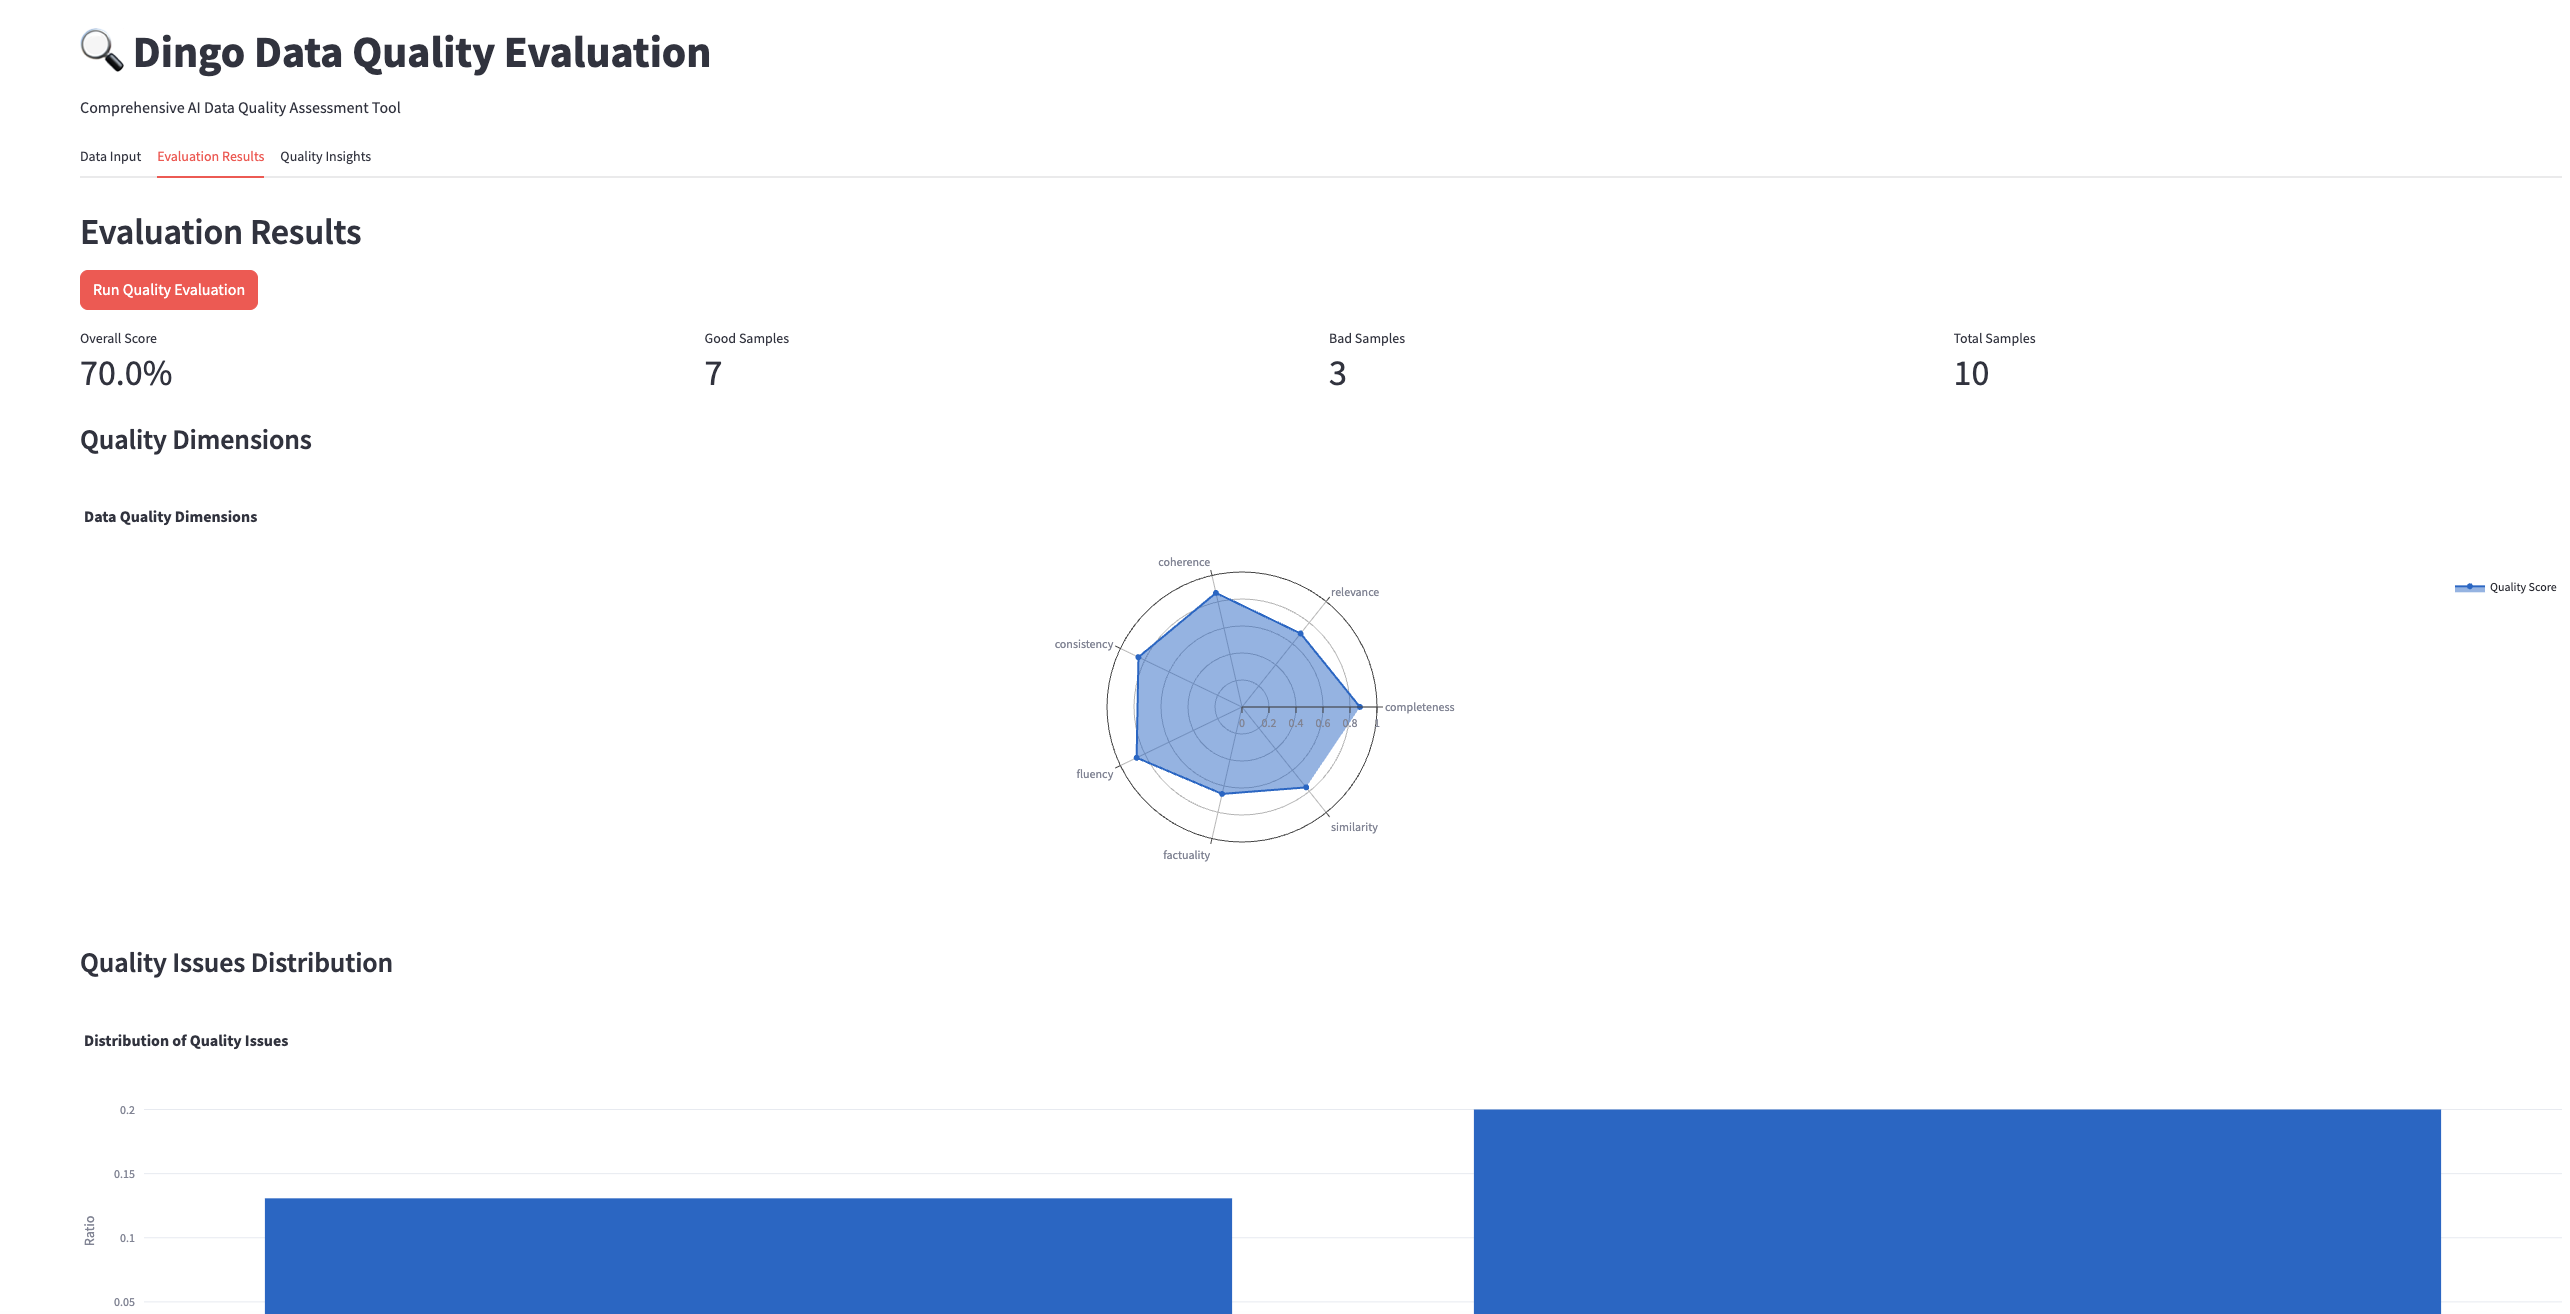 Dingo Data Quality Evaluation
Comprehensive AI Data Quality Assessment Tool
Data Input Evaluation Results Quality Insights
Evaluation Results
Run Quality Evaluation
Overall Score Good Samples Bad Samples Total Samples
70.0% 7 3 10
Quality Dimensions
Data Quality Dimensions
coherence
Quality Score
relevance
consistency
completeness
0 0.2 0.4 0.6 0.8 1
fluency
similarity
factuality
Quality Issues Distribution
Distribution of Quality Issues
0.2
0.15
Ratio
0.1
0.05